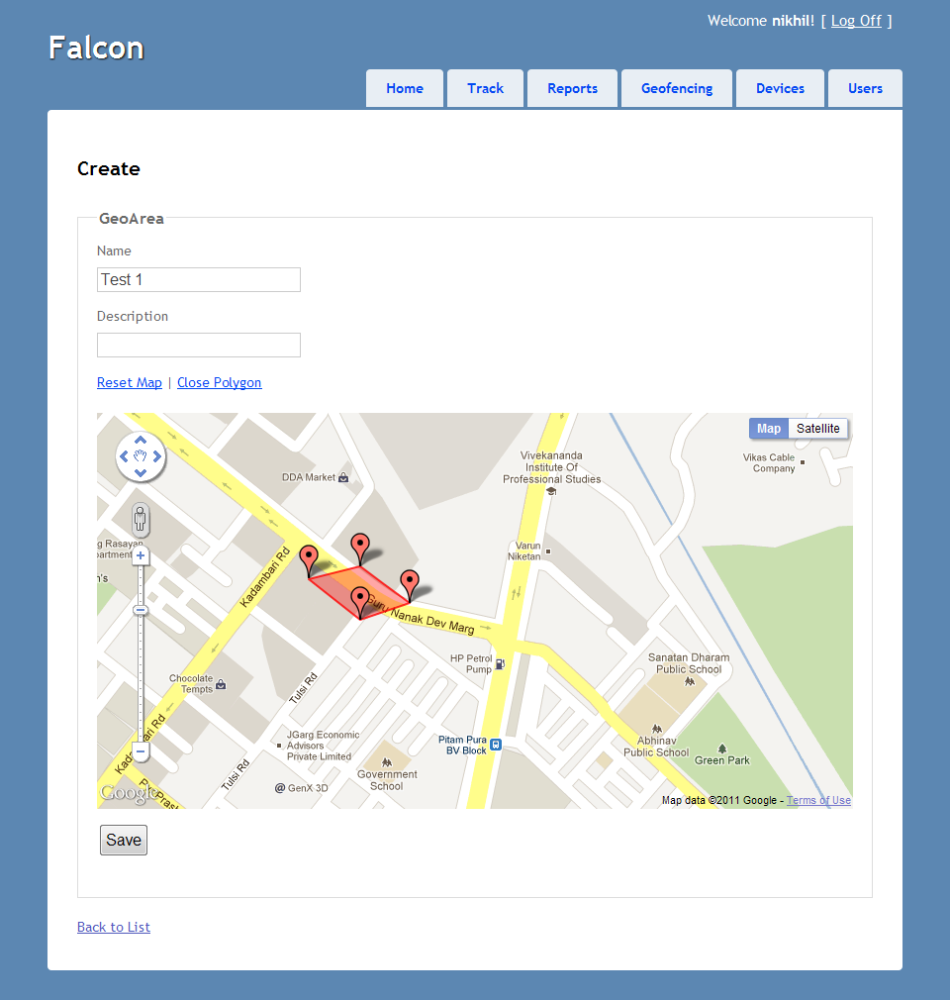 Welcome nikhil! [ Log Off ]
Falcon
Home Track Reports Geofencing Devices Users
Create
GeoArea
Name
Test 1
Description
Reset Map | Close Polygon
Map Satellite
Vivekananda
Institute Of
Professional Studies
Vikas Cable
Company
DDA Market
g Rasayan
partment
n's
Varun
Niketan
Kadambari Rd
Guru Nanak Dev Marg
HP Petrol
Pump
Sanatan Dharam
Public School
Chocolate
Tempts
Tulsi Rd
Kadambari Rd
JGarg Economic
Advisors
Private Limited
Pitam Pura
BV Block
Abhinav
Public School
Green Park
Tulsi Rd
Government
School
@ GenX 3D
Google
Map data ©2011 Google - Terms of Use
Save
Back to List